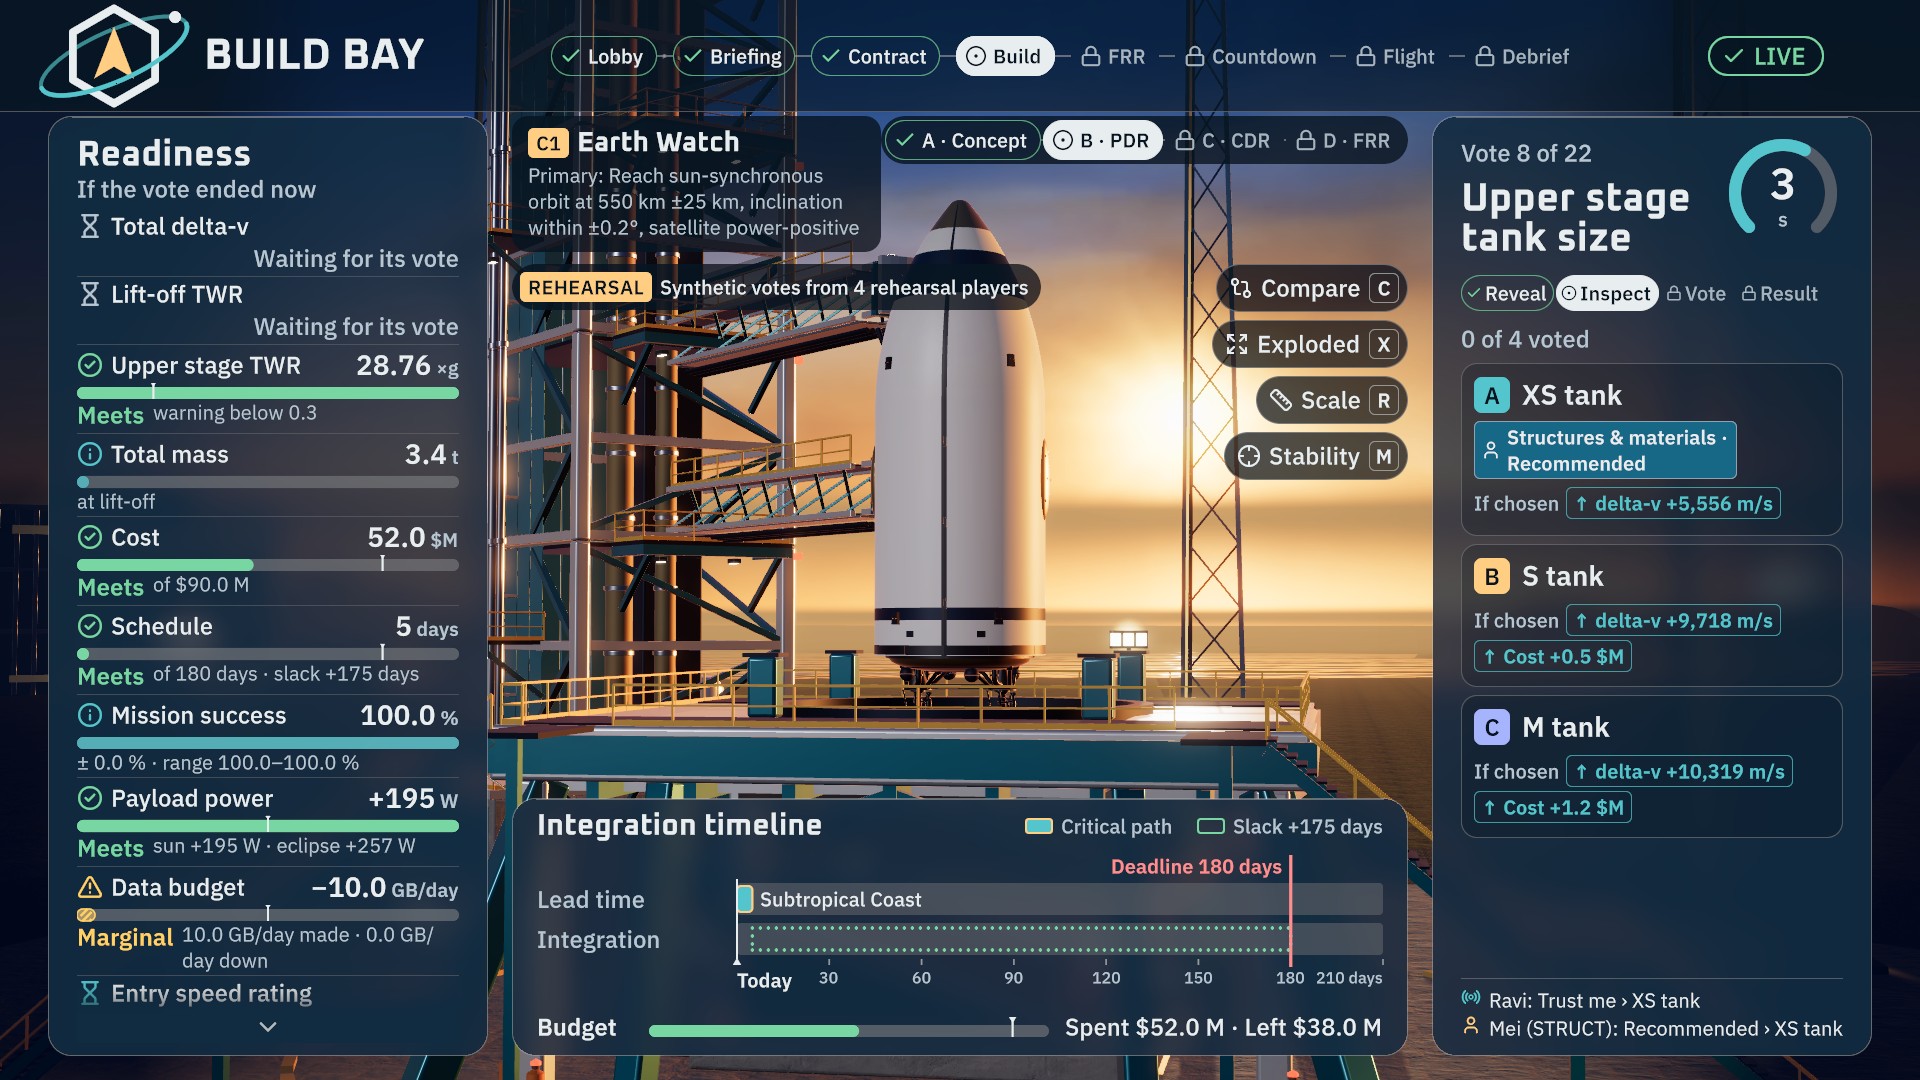 BUILD BAY
Lobby
Briefing
Contract
Build
FRR
Countdown
Flight
Debrief
LIVE
Readiness
If the vote ended now
Total delta-v
Waiting for its vote
Lift-off TWR
Waiting for its vote
Upper stage TWR 28.76 ×g
Meets warning below 0.3
Total mass 3.4 t
at lift-off
Cost 52.0 $M
Meets of $90.0 M
Schedule 5 days
Meets of 180 days · slack +175 days
Mission success 100.0 %
± 0.0 % · range 100.0–100.0 %
Payload power +195 W
Meets sun +195 W · eclipse +257 W
Data budget −10.0 GB/day
Marginal 10.0 GB/day made · 0.0 GB/
day down
Entry speed rating
C1 Earth Watch
Primary: Reach sun-synchronous
orbit at 550 km ±25 km, inclination
within ±0.2°, satellite power-positive
A · Concept
B · PDR
C · CDR
D · FRR
REHEARSAL Synthetic votes from 4 rehearsal players
Compare C
Exploded X
Scale R
Stability M
Integration timeline
Critical path
Slack +175 days
Deadline 180 days
Lead time
Subtropical Coast
Integration
Today 30 60 90 120 150 180 210 days
Budget
Spent $52.0 M · Left $38.0 M
Vote 8 of 22
Upper stage
tank size
3
s
Reveal
Inspect
Vote
Result
0 of 4 voted
A XS tank
Structures & materials ·
Recommended
If chosen ↑ delta-v +5,556 m/s
B S tank
If chosen ↑ delta-v +9,718 m/s
↑ Cost +0.5 $M
C M tank
If chosen ↑ delta-v +10,319 m/s
↑ Cost +1.2 $M
Ravi: Trust me › XS tank
Mei (STRUCT): Recommended › XS tank